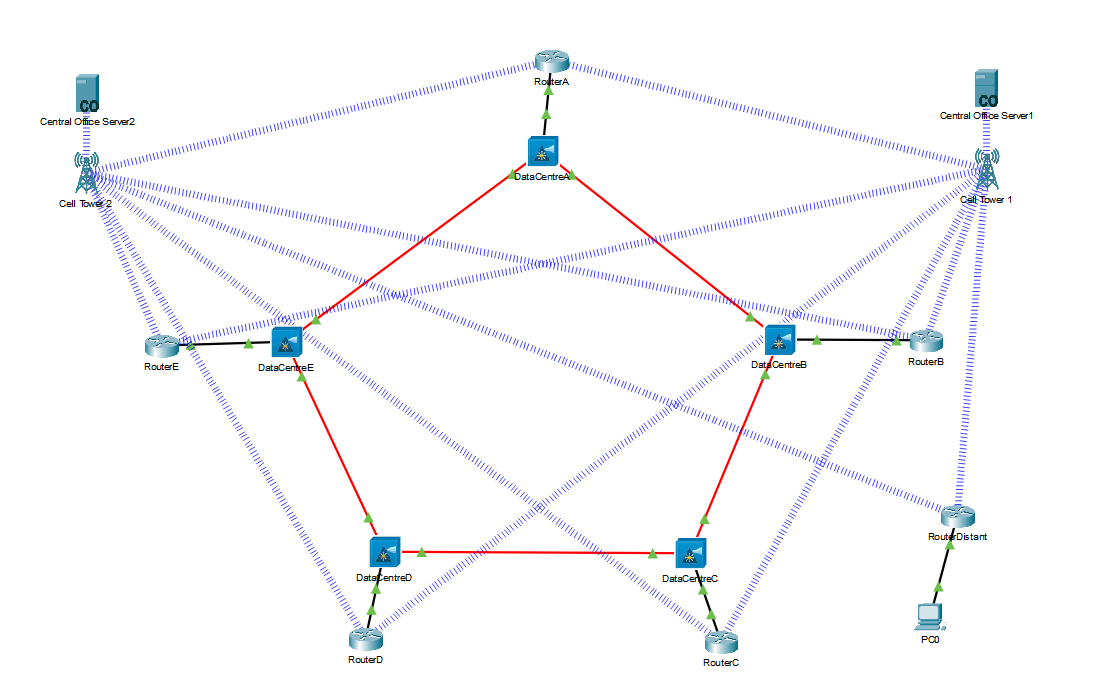 RouterA
CO
Central Office Server2
CO
Central Office Server1
DataCentreA
Cell Tower 2
Cell Tower 1
RouterE
DataCentreE
DataCentreB
RouterB
RouterDistant
DataCentreD
DataCentreC
PC0
RouterD
RouterC